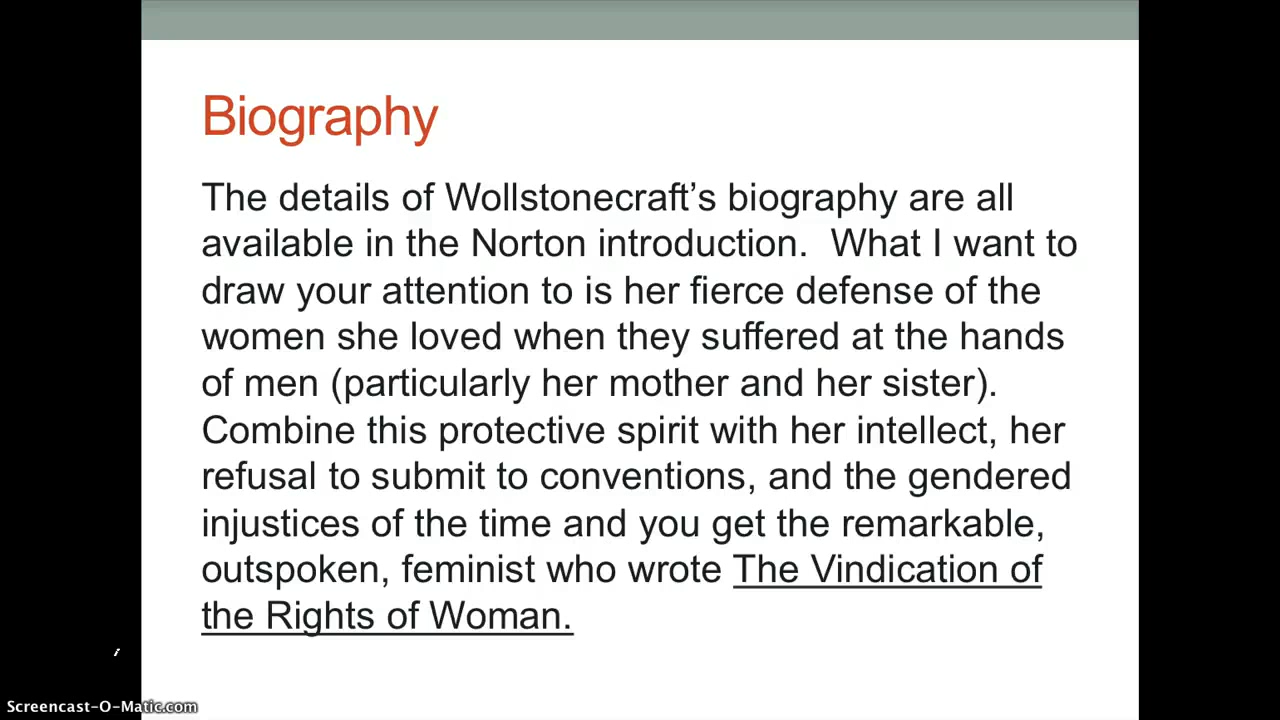 Biography
The details of Wollstonecraft’s biography are all
available in the Norton introduction.  What I want to
draw your attention to is her fierce defense of the
women she loved when they suffered at the hands
of men (particularly her mother and her sister).
Combine this protective spirit with her intellect, her
refusal to submit to conventions, and the gendered
injustices of the time and you get the remarkable,
outspoken, feminist who wrote The Vindication of
the Rights of Woman.
Screencast-O-Matic.com